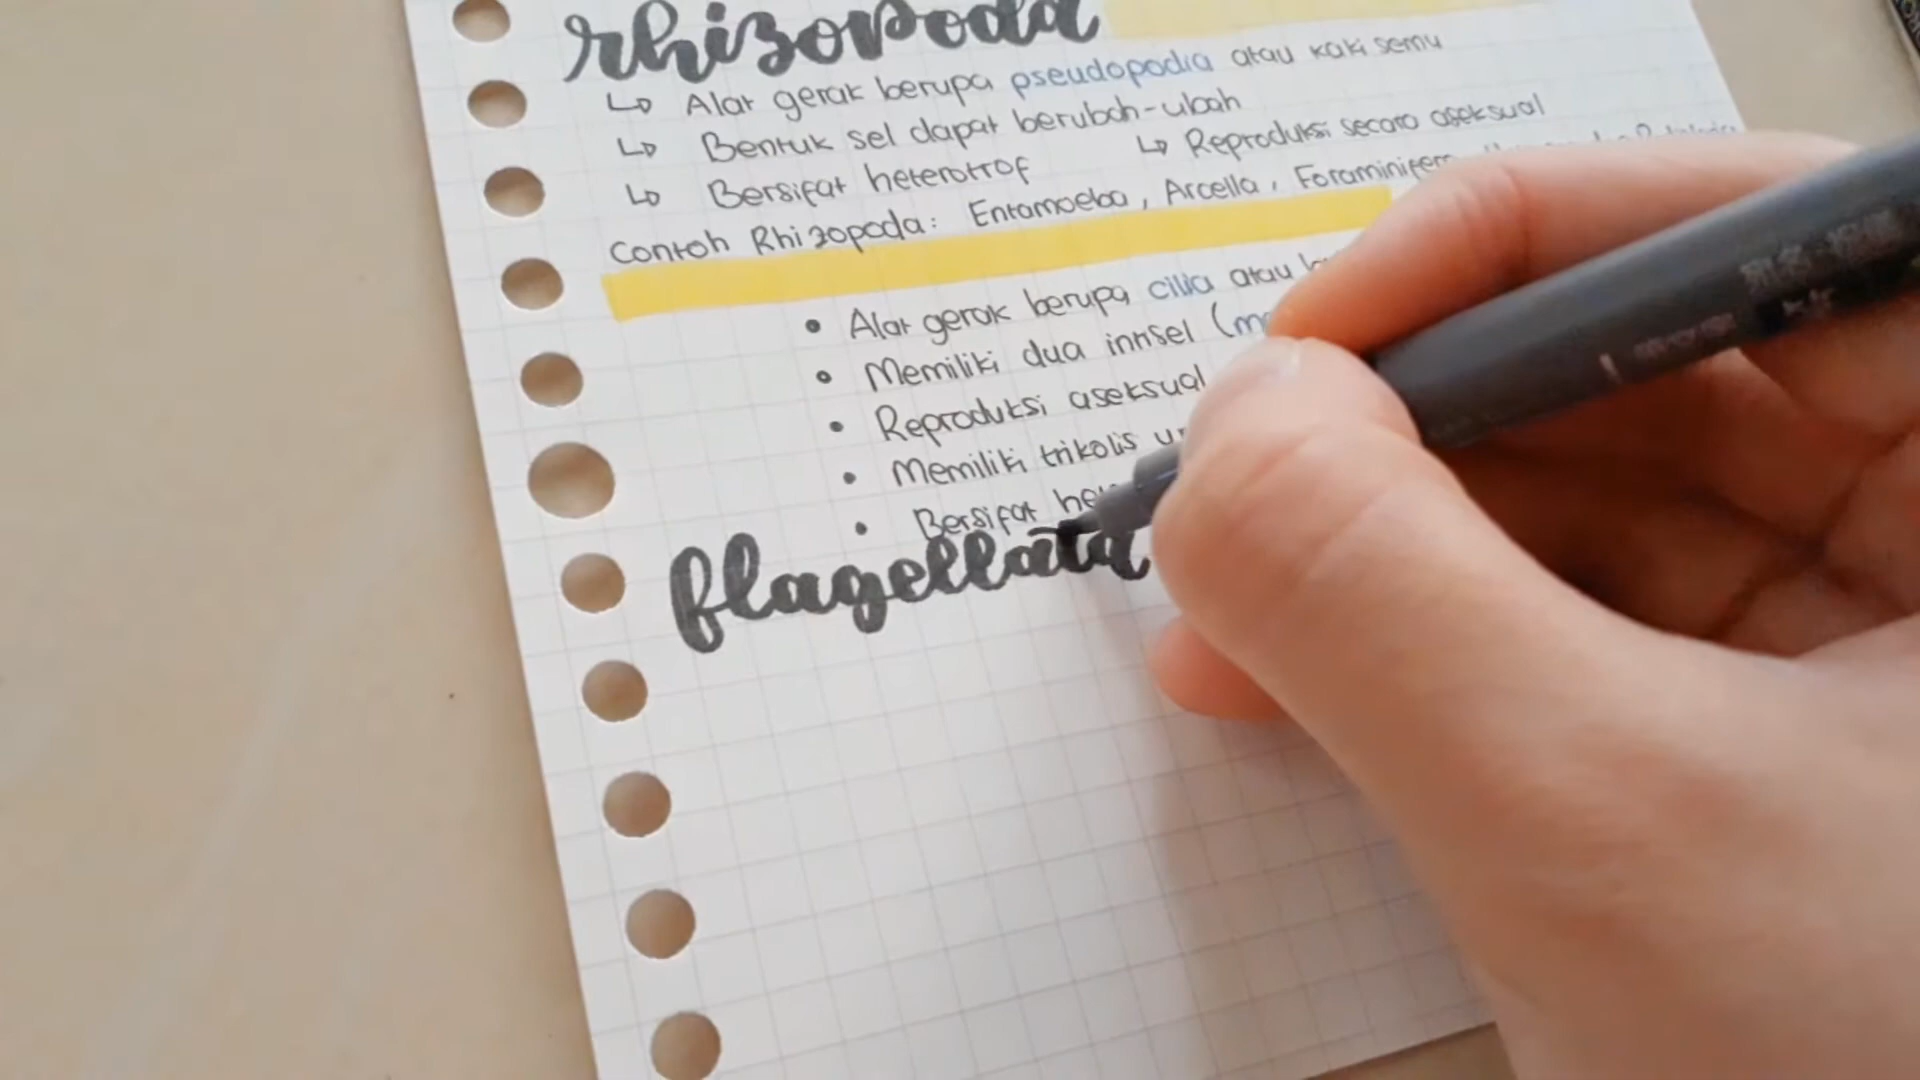 rhizopoda
↳ Alat gerak berupa pseudopodia atau kaki semu
↳ Bentuk sel dapat berubah-ubah
↳ Bersifat heterotrof ↳ Reproduksi secara aseksual
Contoh Rhizopoda: Entamoeba, Arcella, Foraminifera
• Alat gerak berupa cilia atau
• Memiliki dua inti sel (
• Reproduksi aseksual
• Memiliki trikolis
• Bersifat
flagellata